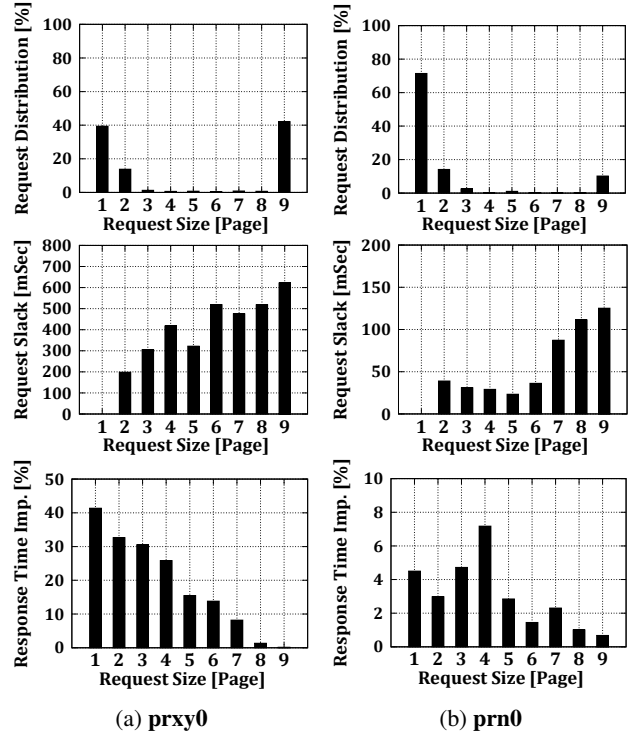 Request Distribution [%]
100
80
60
40
20
0
1 2 3 4 5 6 7 8 9
Request Size [Page]
Request Distribution [%]
100
80
60
40
20
0
1 2 3 4 5 6 7 8 9
Request Size [Page]
Request Slack [mSec]
800
700
600
500
400
300
200
100
0
1 2 3 4 5 6 7 8 9
Request Size [Page]
Request Slack [mSec]
200
150
100
50
0
1 2 3 4 5 6 7 8 9
Request Size [Page]
Response Time Imp. [%]
50
40
30
20
10
0
1 2 3 4 5 6 7 8 9
Request Size [Page]
Response Time Imp. [%]
10
8
6
4
2
0
1 2 3 4 5 6 7 8 9
Request Size [Page]
(a) prxy0
(b) prn0